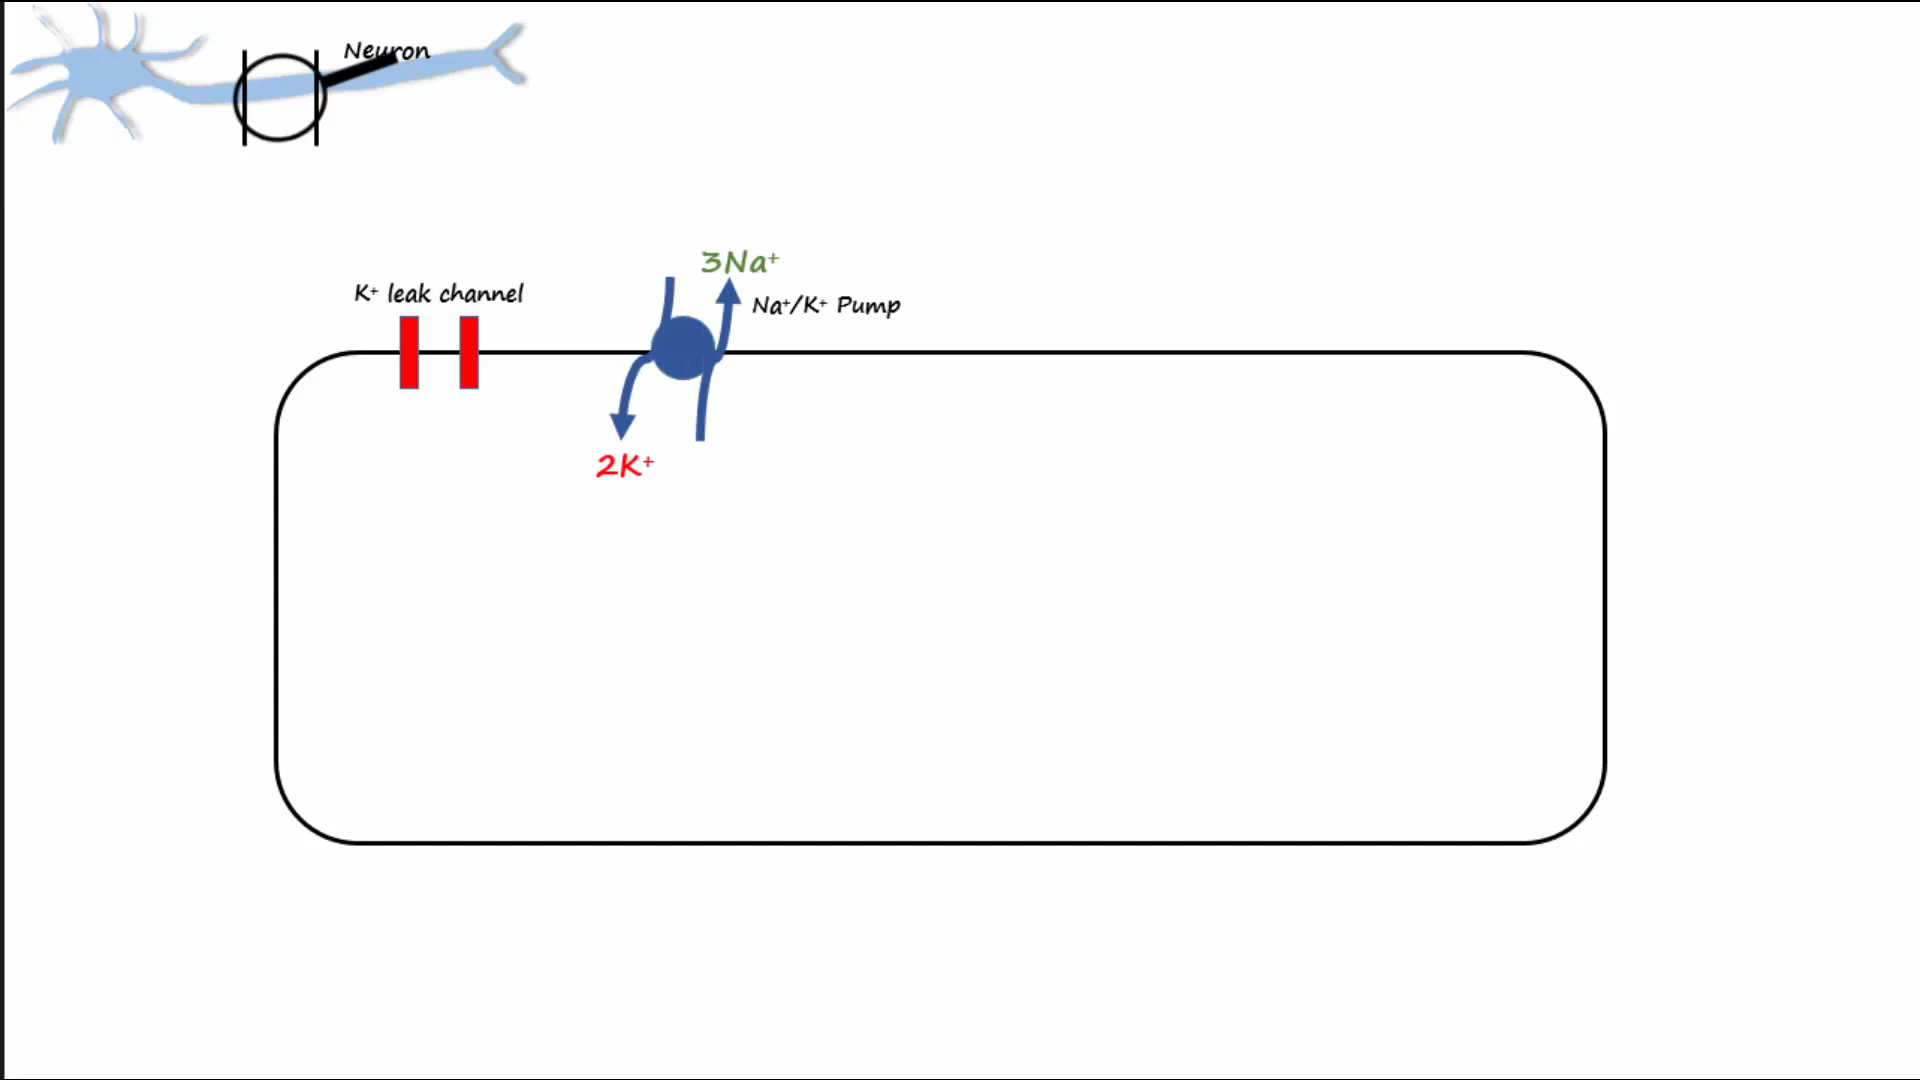 Neuron
3Na⁺
K⁺ leak channel
Na⁺/K⁺ Pump
2K⁺